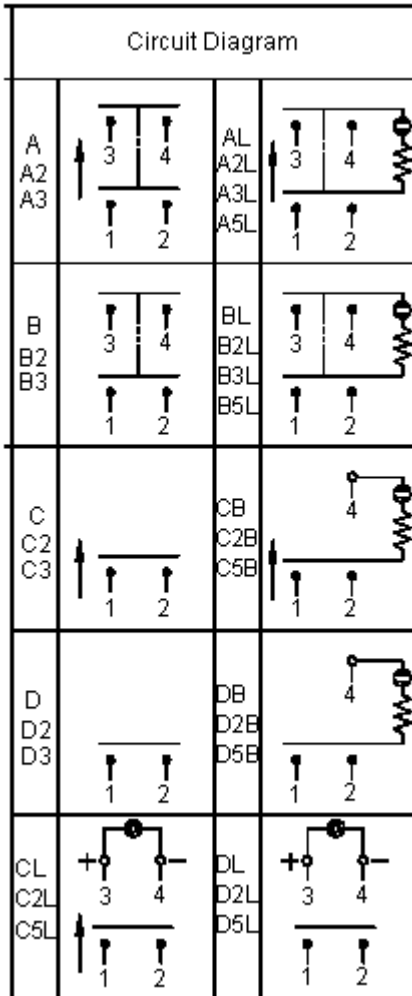 Circuit Diagram
A
A2
A3
3 4
1 2
AL
A2L
A3L
A5L
3 4
1 2
B
B2
B3
3 4
1 2
BL
B2L
B3L
B5L
3 4
1 2
C
C2
C3
1 2
CB
C2B
C5B
4
1 2
D
D2
D3
1 2
DB
D2B
D5B
4
1 2
CL
C2L
C5L
+ −
3 4
1 2
DL
D2L
D5L
+ −
3 4
1 2